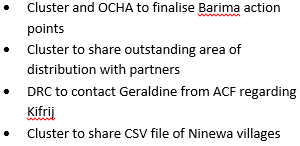 • Cluster and OCHA to finalise Barima action
points
• Cluster to share outstanding area of
distribution with partners
• DRC to contact Geraldine from ACF regarding
Kifrij
• Cluster to share CSV file of Ninewa villages